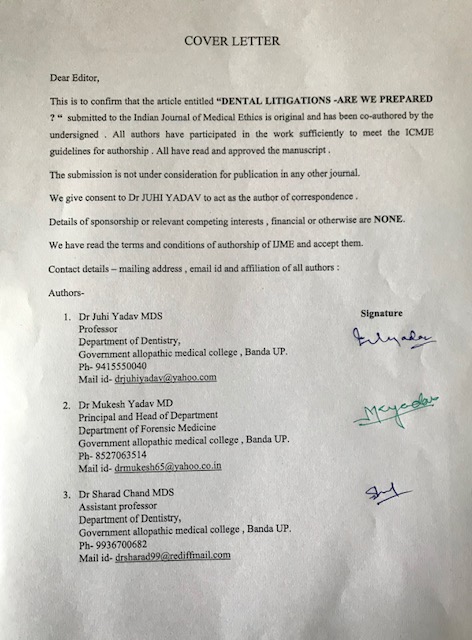 COVER LETTER
Dear Editor,
This is to confirm that the article entitled “DENTAL LITIGATIONS -ARE WE PREPARED
? “ submitted to the Indian Journal of Medical Ethics is original and has been co-authored by the
undersigned . All authors have participated in the work sufficiently to meet the ICMJE
guidelines for authorship . All have read and approved the manuscript .
The submission is not under consideration for publication in any other journal.
We give consent to Dr JUHI YADAV to act as the author of correspondence .
Details of sponsorship or relevant competing interests , financial or otherwise are NONE.
We have read the terms and conditions of authorship of IJME and accept them.
Contact details – mailing address , email id and affiliation of all authors :
Authors-
Signature
1. Dr Juhi Yadav MDS
Professor
Department of Dentistry,
Government allopathic medical college , Banda UP.
Ph- 9415550040
Mail id- drjuhiyadav@yahoo.com
2. Dr Mukesh Yadav MD
Principal and Head of Department
Department of Forensic Medicine
Government allopathic medical college , Banda UP.
Ph- 8527063514
Mail id- drmukesh65@yahoo.co.in
MKyadav
3. Dr Sharad Chand MDS
Assistant professor
Department of Dentistry,
Government allopathic medical college , Banda UP.
Ph- 9936700682
Mail id- drsharad99@rediffmail.com